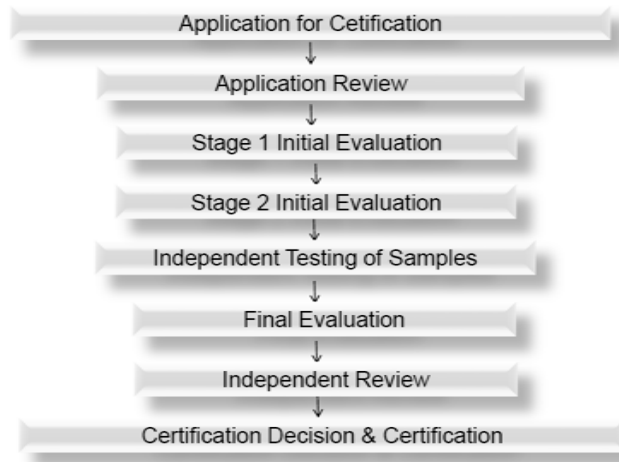 Application for Cetification
Application Review
Stage 1 Initial Evaluation
Stage 2 Initial Evaluation
Independent Testing of Samples
Final Evaluation
Independent Review
Certification Decision & Certification